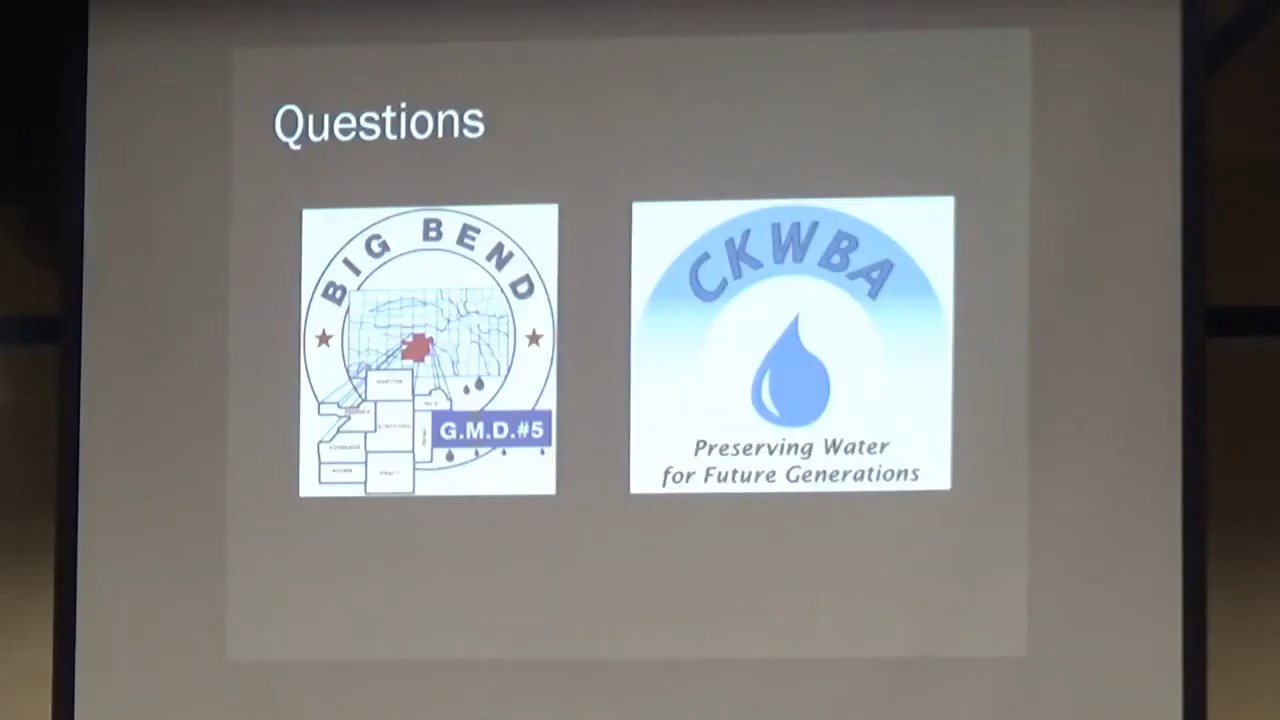 Questions
BIG BEND
G.M.D.#5
CKWBA
Preserving Water
for Future Generations